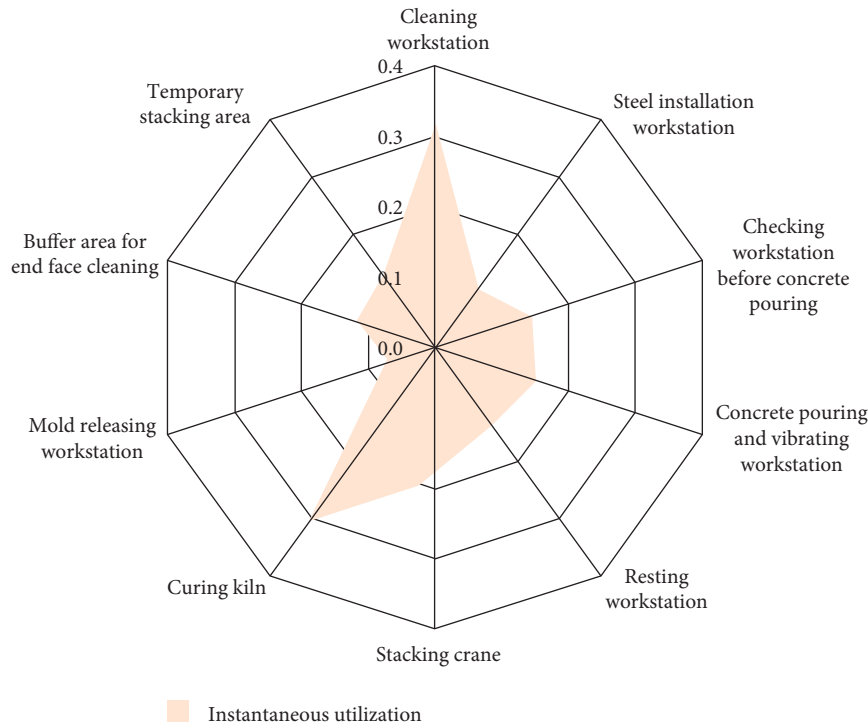 Cleaning
workstation
0.4
Temporary
stacking area
Steel installation
workstation
0.3
0.2
Buffer area for
end face cleaning
Checking
workstation
before concrete
pouring
0.1
0.0
Mold releasing
workstation
Concrete pouring
and vibrating
workstation
Curing kiln
Resting
workstation
Stacking crane
Instantaneous utilization